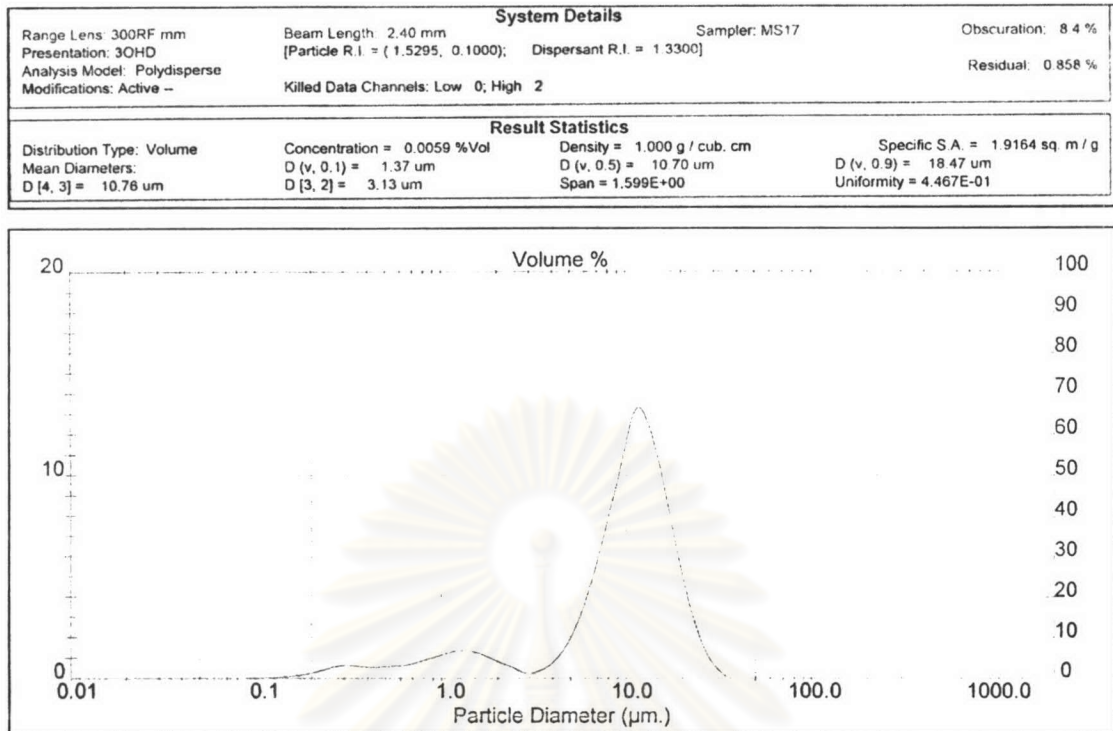 System Details
Range Lens: 300RF mm Beam Length: 2.40 mm Sampler: MS17 Obscuration: 8.4 %
Presentation: 3OHD [Particle R.I. = ( 1.5295, 0.1000); Dispersant R.I. = 1.3300]
Analysis Model: Polydisperse Residual: 0.858 %
Modifications: Active -- Killed Data Channels: Low 0; High 2
Result Statistics
Distribution Type: Volume Concentration = 0.0059 %Vol Density = 1.000 g / cub. cm Specific S.A. = 1.9164 sq. m / g
Mean Diameters: D (v, 0.1) = 1.37 um D (v, 0.5) = 10.70 um D (v, 0.9) = 18.47 um
D [4, 3] = 10.76 um D [3, 2] = 3.13 um Span = 1.599E+00 Uniformity = 4.467E-01
Volume %
20 100
90
80
70
60
10 50
40
30
20
10
0 0
0.01 0.1 1.0 10.0 100.0 1000.0
Particle Diameter (µm.)